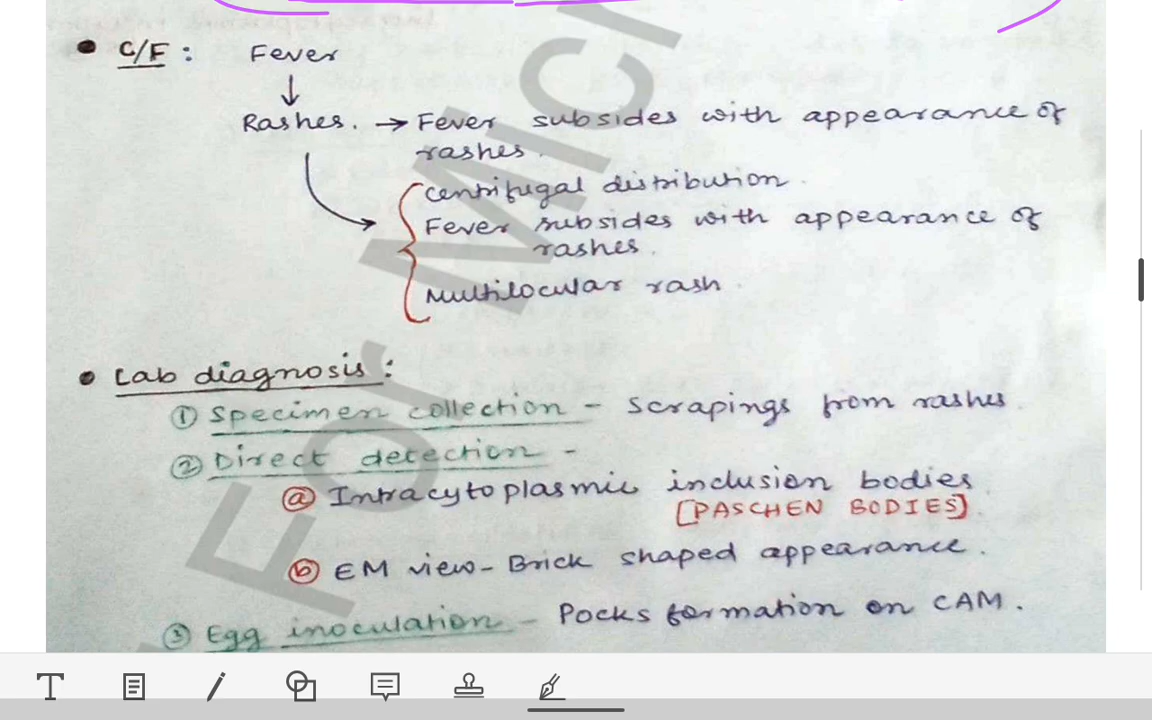 • C/F : Fever
↓
Rashes. → Fever subsides with appearance of
rashes.
centrifugal distribution.
Fever subsides with appearance of
rashes.
Multilocular rash.
• Lab diagnosis :
① Specimen collection - Scrapings from rashes.
② Direct detection -
ⓐ Intracytoplasmic inclusion bodies
[PASCHEN BODIES].
ⓑ EM view - Brick shaped appearance.
③ Egg inoculation - Pocks formation on CAM.
For Micr
T